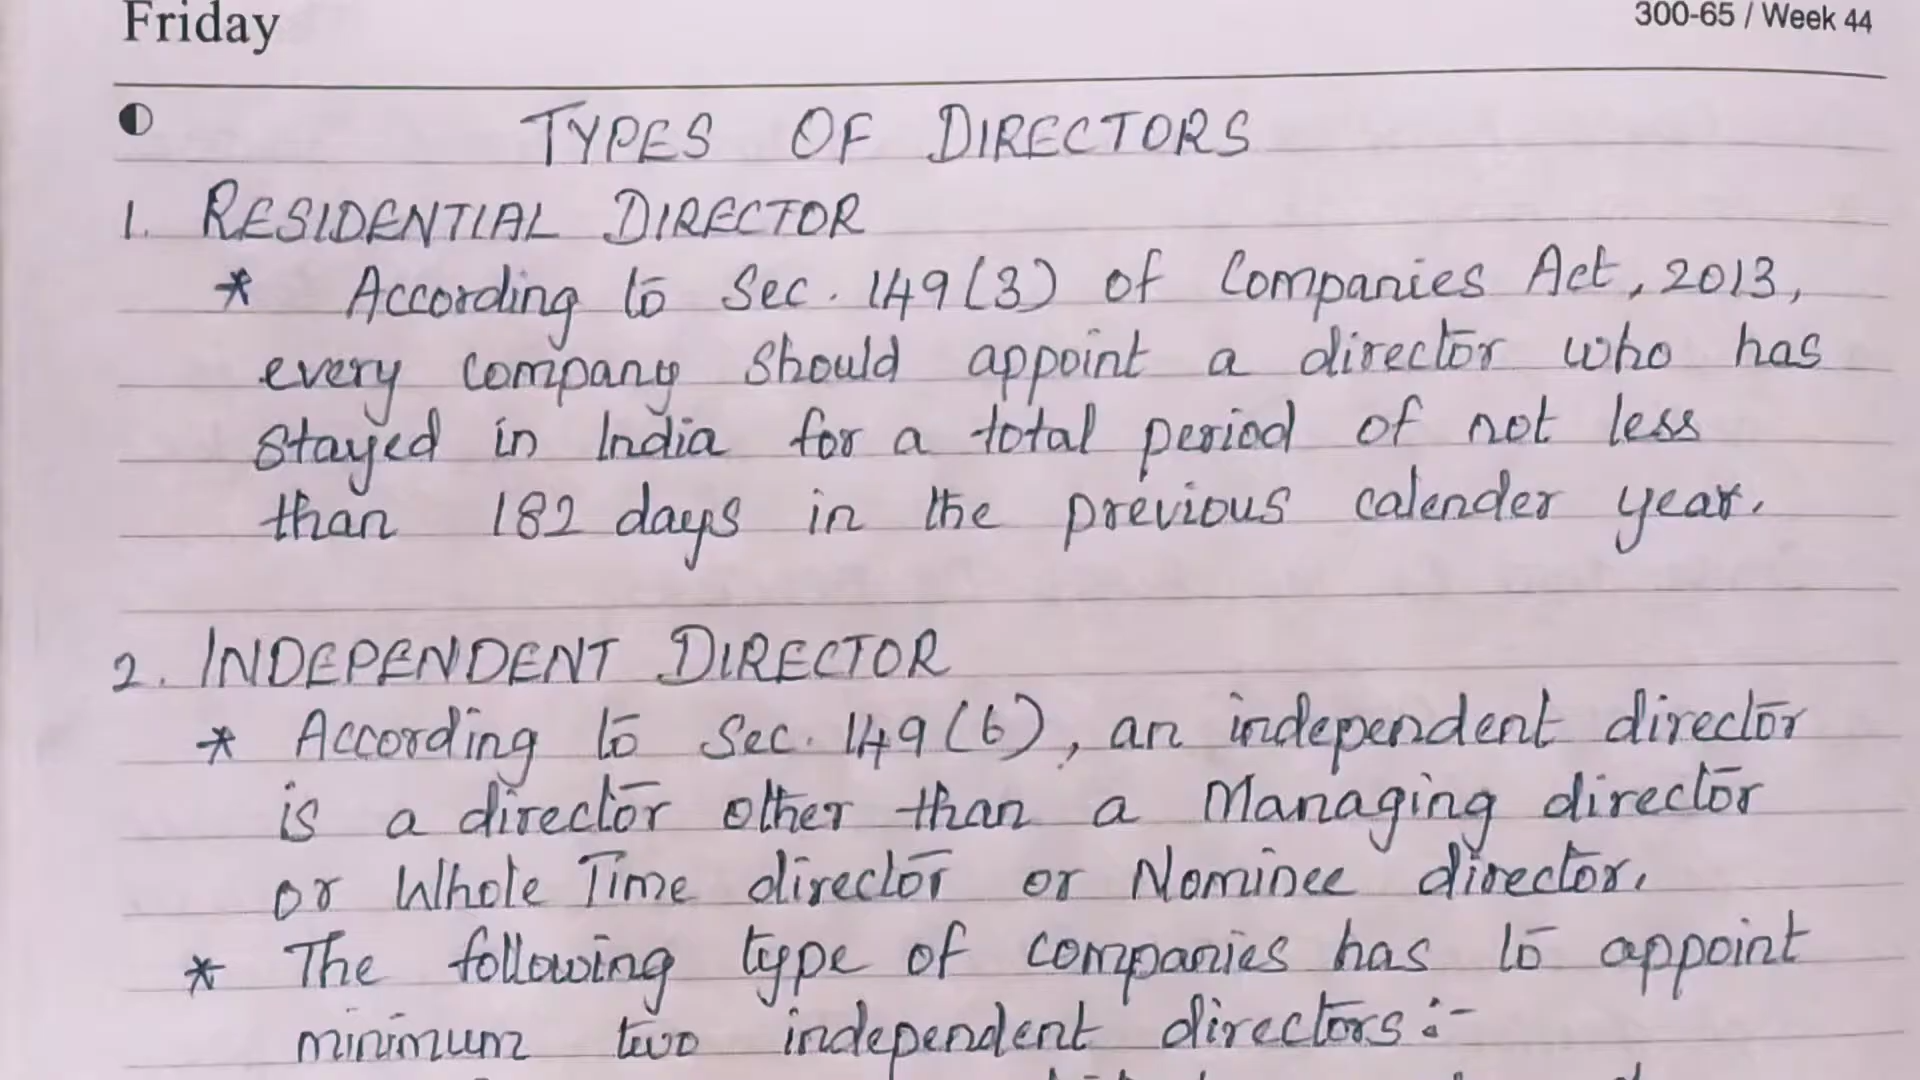 Friday
300-65 / Week 44
TYPES OF DIRECTORS
1. RESIDENTIAL DIRECTOR
* According to Sec. 149(3) of Companies Act, 2013,
every company should appoint a director who has
stayed in India for a total period of not less
than 182 days in the previous calender year.
2. INDEPENDENT DIRECTOR
* According to Sec. 149(6), an independent director
is a director other than a Managing director
or Whole Time director or Nominee director.
* The following type of companies has to appoint
minimum two independent directors:-